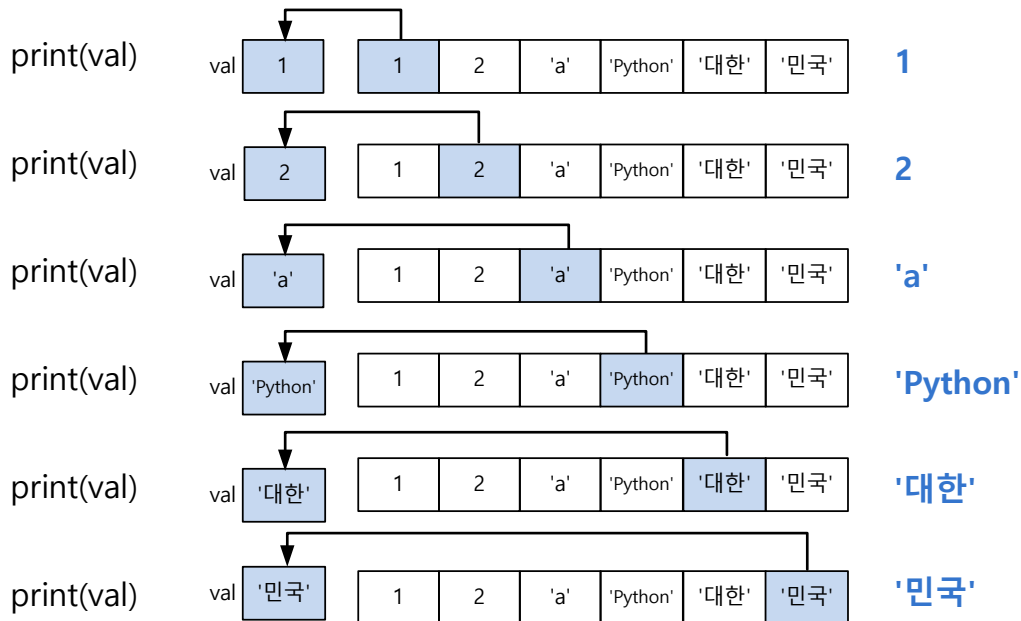 print(val) val 1 1 2 'a' 'Python' '대한' '민국' 1
print(val) val 2 1 2 'a' 'Python' '대한' '민국' 2
print(val) val 'a' 1 2 'a' 'Python' '대한' '민국' 'a'
print(val) val 'Python' 1 2 'a' 'Python' '대한' '민국' 'Python'
print(val) val '대한' 1 2 'a' 'Python' '대한' '민국' '대한'
print(val) val '민국' 1 2 'a' 'Python' '대한' '민국' '민국'